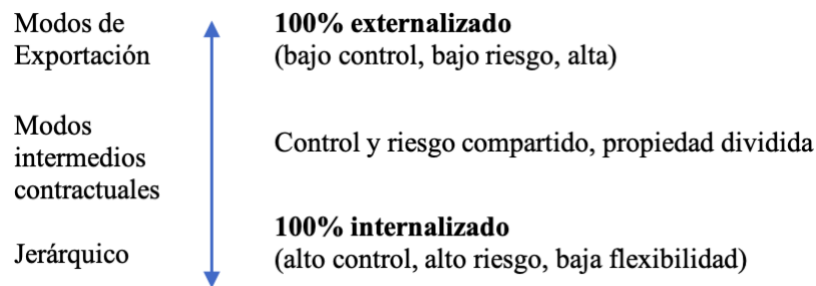 Modos de
Exportación
100% externalizado
(bajo control, bajo riesgo, alta)
Modos
intermedios
contractuales
Control y riesgo compartido, propiedad dividida
Jerárquico
100% internalizado
(alto control, alto riesgo, baja flexibilidad)